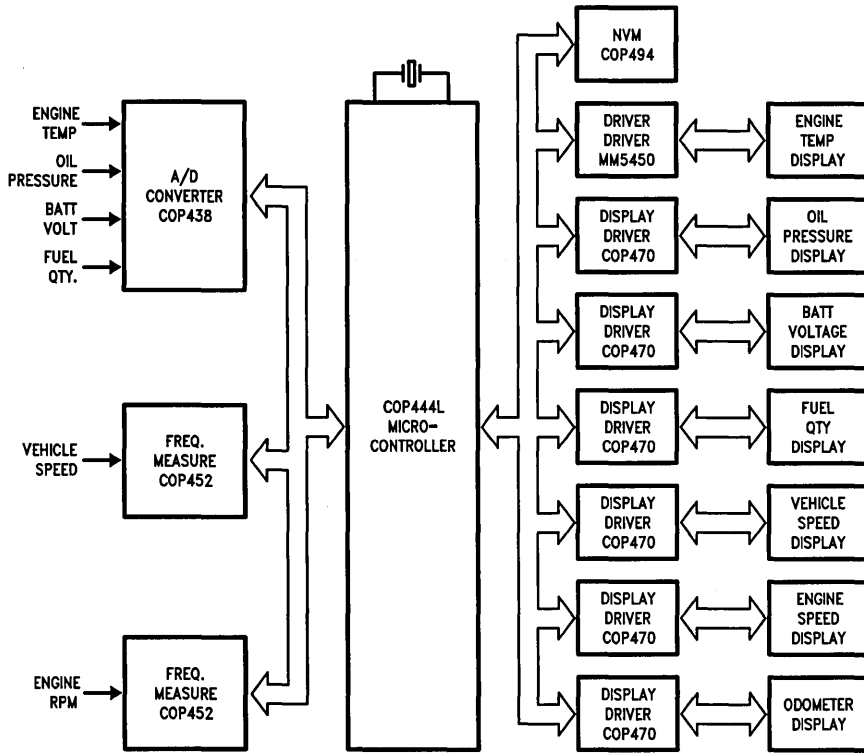 ENGINE
TEMP
OIL
PRESSURE
BATT
VOLT
FUEL
QTY.
A/D
CONVERTER
COP438
VEHICLE
SPEED
FREQ.
MEASURE
COP452
ENGINE
RPM
FREQ.
MEASURE
COP452
COP444L
MICRO-
CONTROLLER
NVM
COP494
DRIVER
DRIVER
MM5450
ENGINE
TEMP
DISPLAY
DISPLAY
DRIVER
COP470
OIL
PRESSURE
DISPLAY
DISPLAY
DRIVER
COP470
BATT
VOLTAGE
DISPLAY
DISPLAY
DRIVER
COP470
FUEL
QTY
DISPLAY
DISPLAY
DRIVER
COP470
VEHICLE
SPEED
DISPLAY
DISPLAY
DRIVER
COP470
ENGINE
SPEED
DISPLAY
DISPLAY
DRIVER
COP470
ODOMETER
DISPLAY